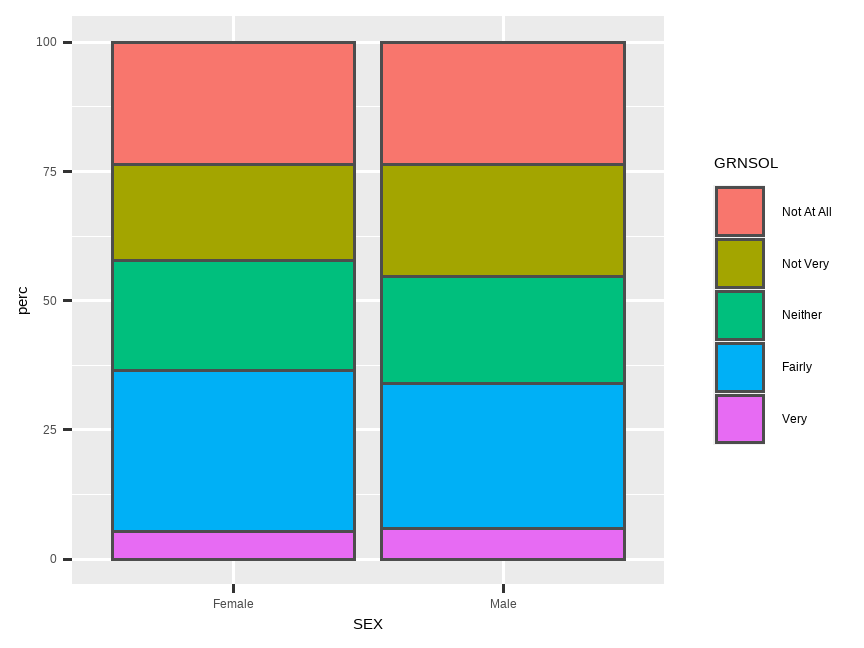 100
75
50
25
0
perc
Female
Male
SEX
GRNSOL
Not At All
Not Very
Neither
Fairly
Very